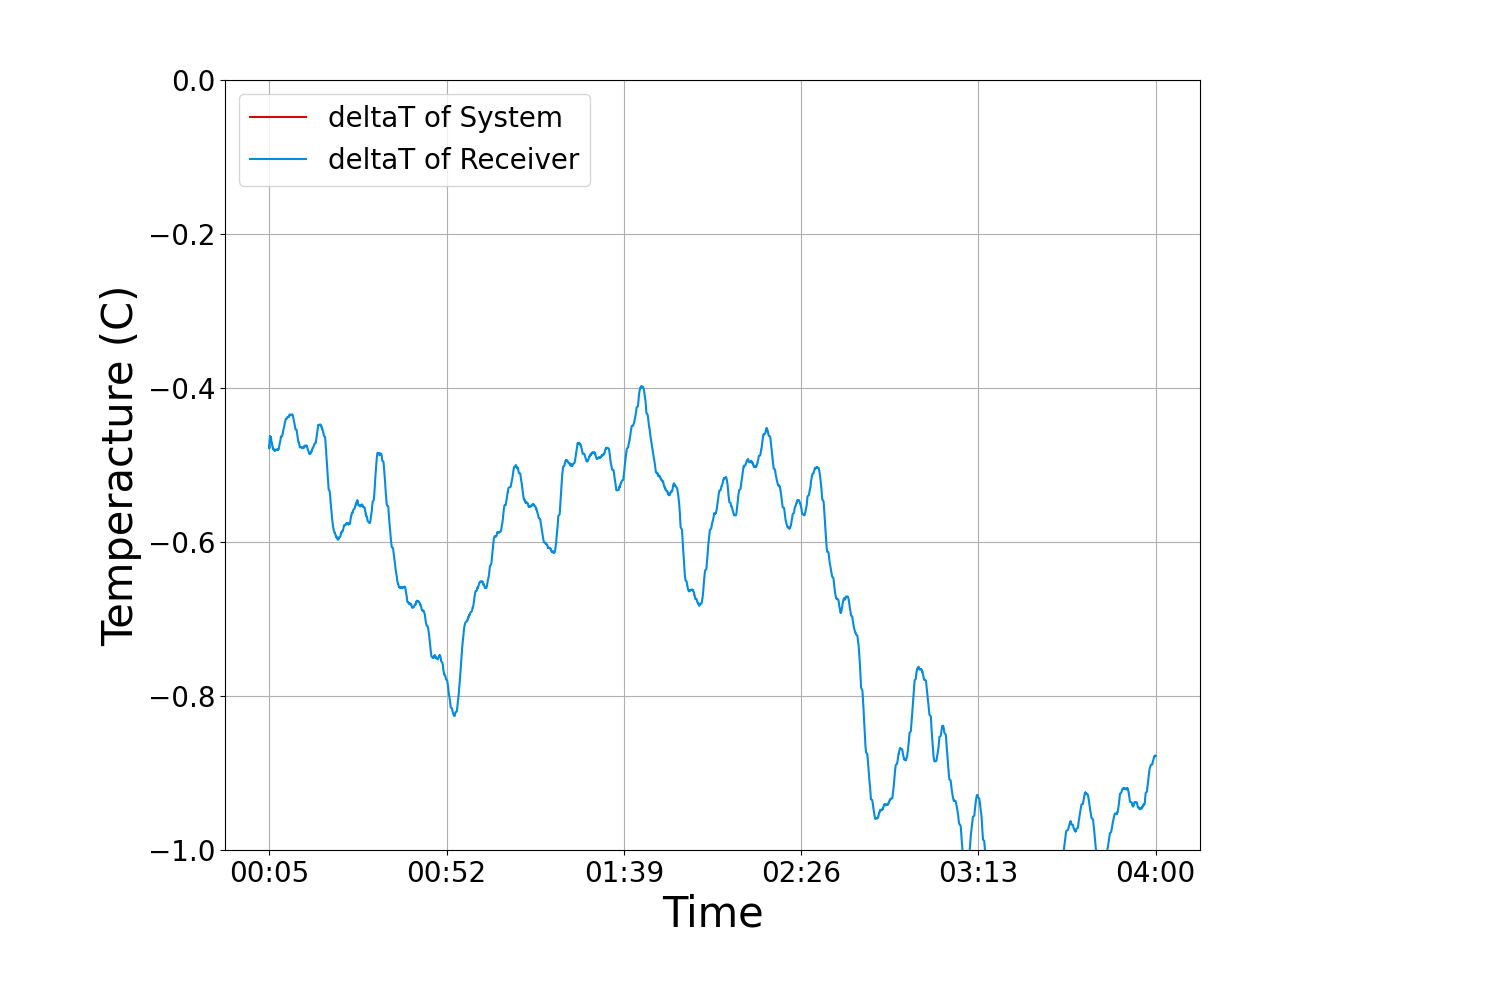 0.0
deltaT of System
deltaT of Receiver
−0.2
−0.4
−0.6
−0.8
−1.0
Temperacture (C)
00:05 00:52 01:39 02:26 03:13 04:00
Time